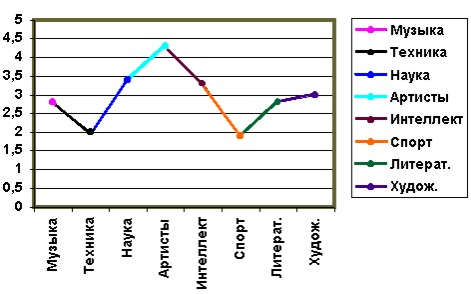 5
4,5
4
3,5
3
2,5
2
1,5
1
0,5
0
Музыка
Техника
Наука
Артисты
Интеллект
Спорт
Литерат.
Худож.
Музыка
Техника
Наука
Артисты
Интеллект
Спорт
Литерат.
Худож.